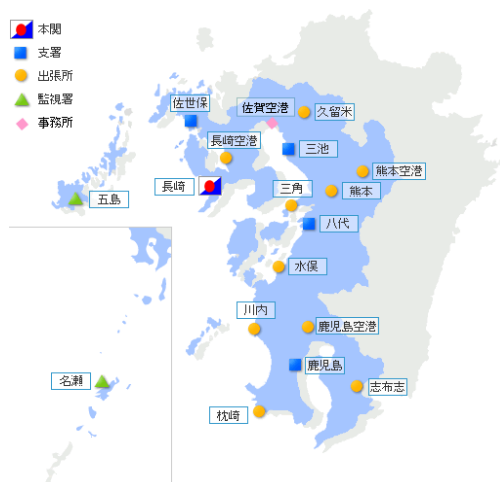 本関
支署
出張所
監視署
事務所
佐世保
佐賀空港
久留米
長崎空港
三池
熊本空港
長崎
三角
熊本
五島
八代
水俣
川内
鹿児島空港
鹿児島
名瀬
志布志
枕崎